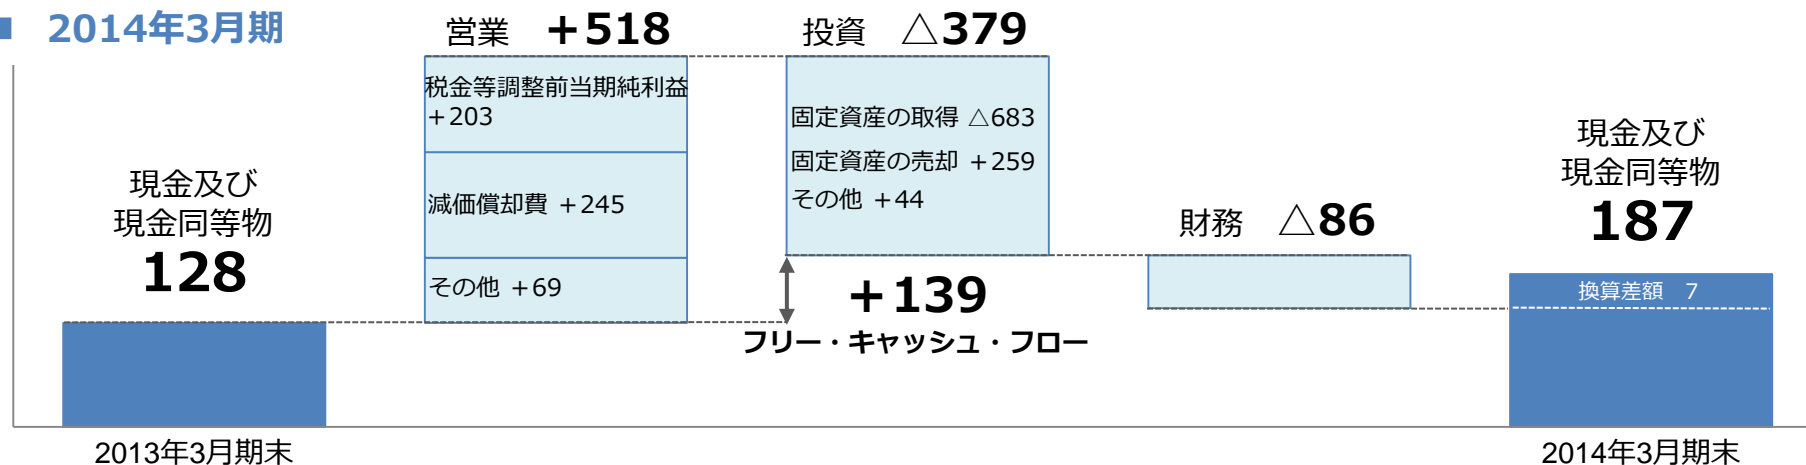 ■ 2014年3月期
営業 +518
投資 △379
税金等調整前当期純利益
+203
減価償却費 +245
その他 +69
固定資産の取得 △683
固定資産の売却 +259
その他 +44
現金及び
現金同等物
128
+139
フリー・キャッシュ・フロー
財務 △86
現金及び
現金同等物
187
換算差額 7
2013年3月期末
2014年3月期末